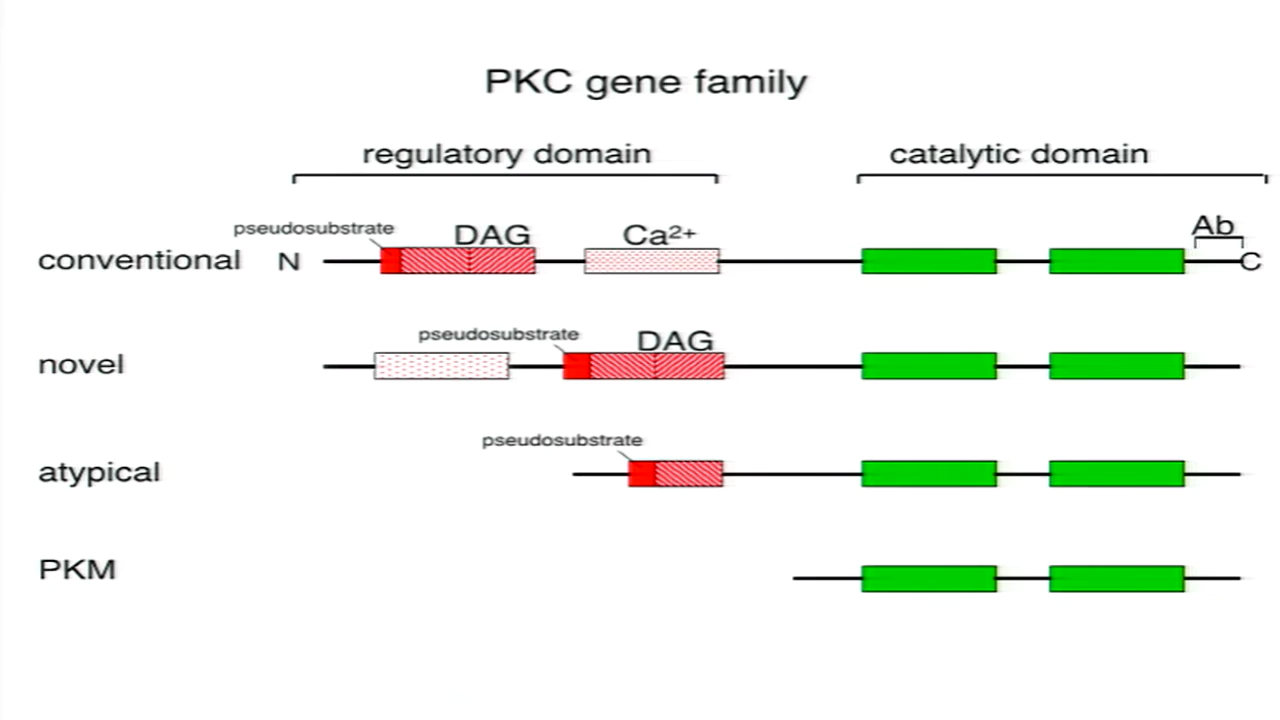 PKC gene family
regulatory domain
catalytic domain
pseudosubstrate
DAG
Ca²⁺
Ab
conventional
N
C
pseudosubstrate
DAG
novel
pseudosubstrate
atypical
PKM